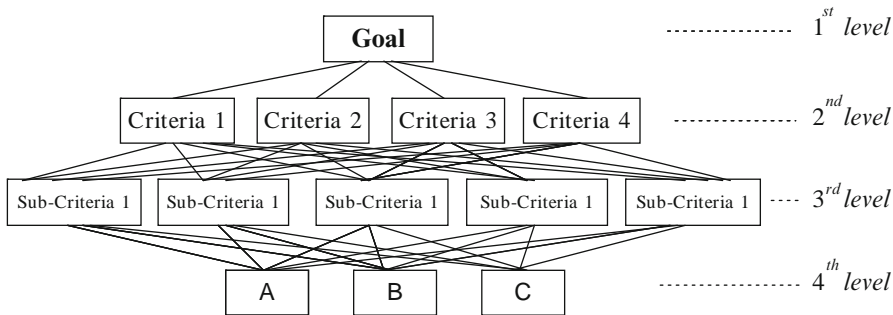 Goal 1st level
Criteria 1 Criteria 2 Criteria 3 Criteria 4 2nd level
Sub-Criteria 1 Sub-Criteria 1 Sub-Criteria 1 Sub-Criteria 1 Sub-Criteria 1 3rd level
A B C 4th level